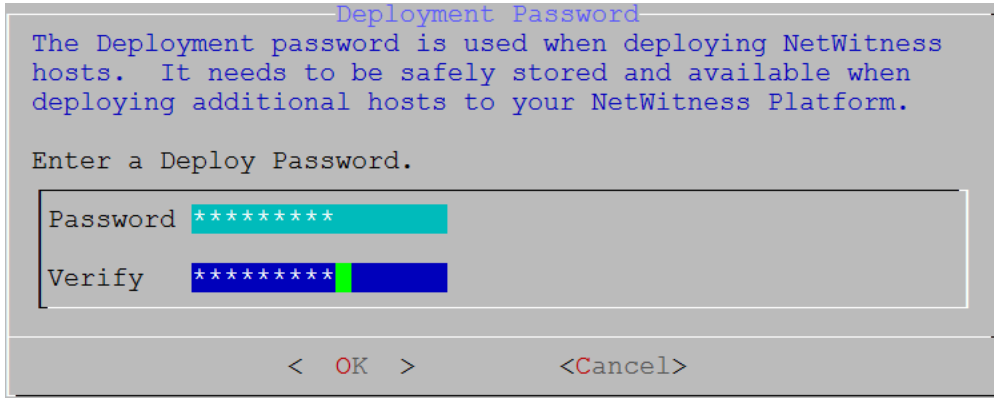 Deployment Password
The Deployment password is used when deploying NetWitness
hosts.  It needs to be safely stored and available when
deploying additional hosts to your NetWitness Platform.
Enter a Deploy Password.
Password *********
Verify *********
<  OK  > <Cancel>